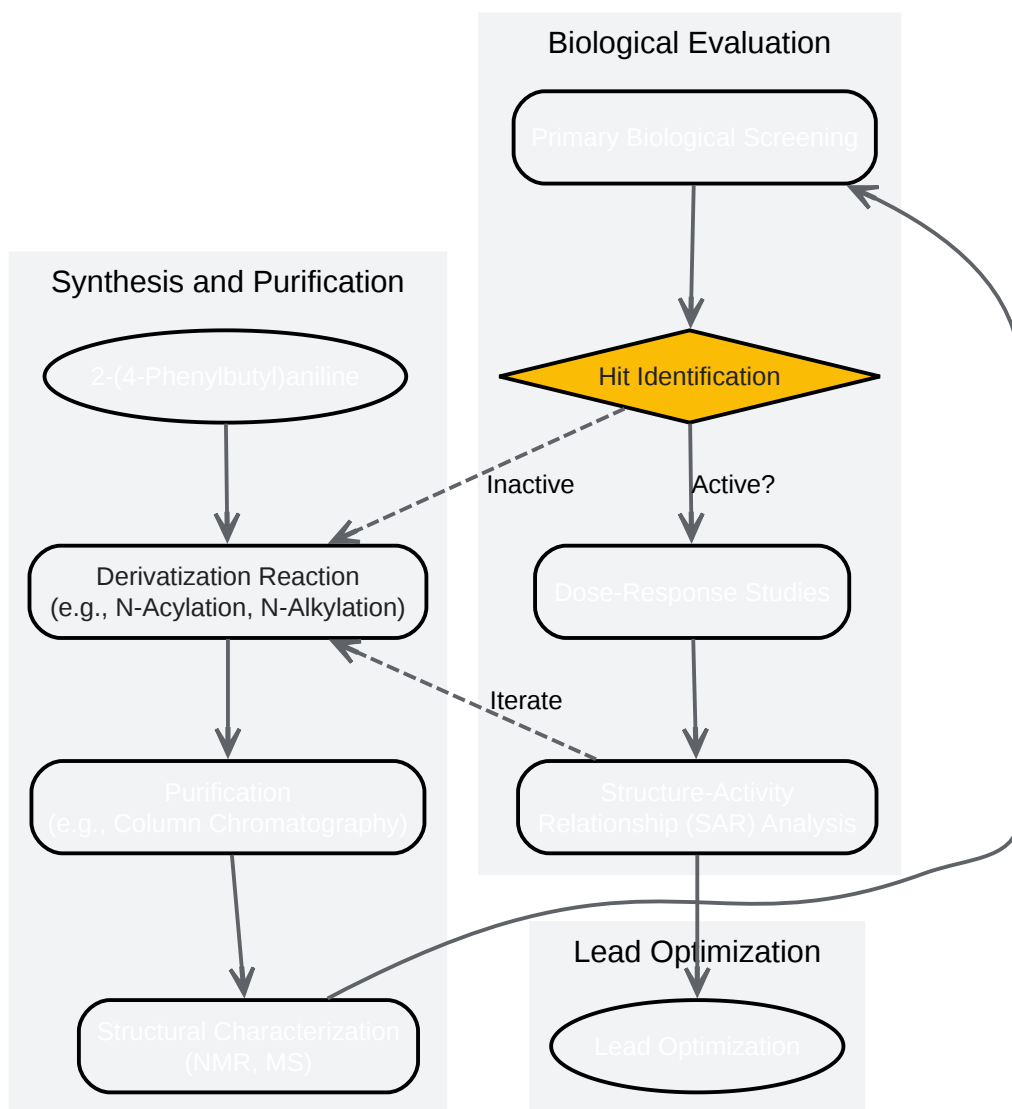 Biological Evaluation
Primary Biological Screening
Synthesis and Purification
2-(4-Phenylbutyl)aniline
Hit Identification
Inactive
Active?
Derivatization Reaction
(e.g., N-Acylation, N-Alkylation)
Dose-Response Studies
Iterate
Purification
(e.g., Column Chromatography)
Structure-Activity
Relationship (SAR) Analysis
Lead Optimization
Structural Characterization
(NMR, MS)
Lead Optimization